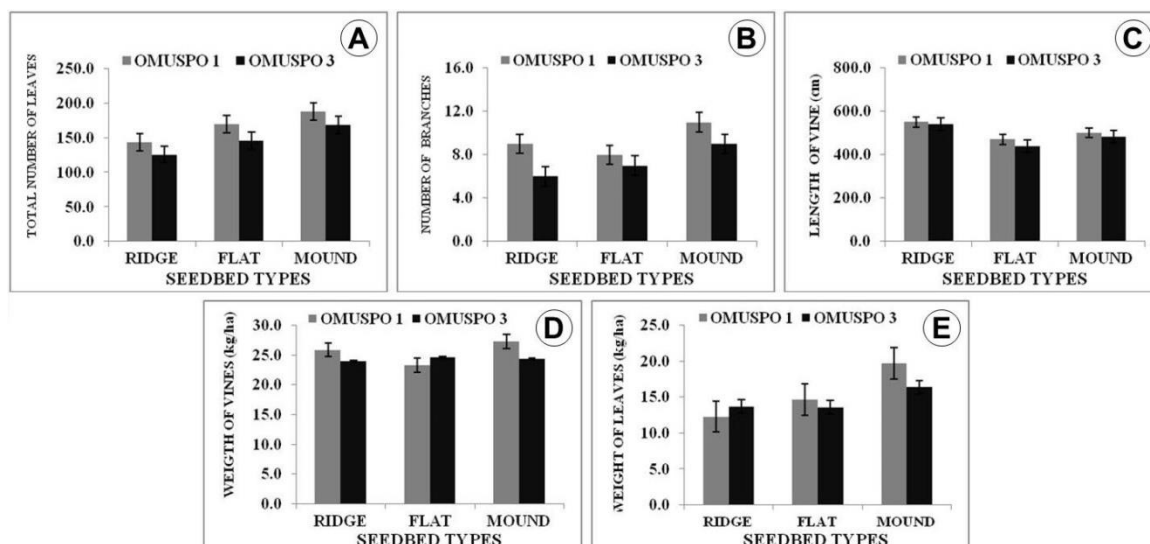 A
OMUSPO 1 OMUSPO 3
250.0
200.0
150.0
100.0
50.0
0.0
TOTAL NUMBER OF LEAVES
RIDGE FLAT MOUND
SEEDBED TYPES
B
OMUSPO 1 OMUSPO 3
16.0
12.0
8.0
4.0
0.0
NUMBER OF BRANCHES
RIDGE FLAT MOUND
SEEDBED TYPES
C
OMUSPO 1 OMUSPO 3
800.0
600.0
400.0
200.0
0.0
LENGTH OF VINE (cm)
RIDGE FLAT MOUND
SEEDBED TYPES
D
OMUSPO 1 OMUSPO 3
30.0
25.0
20.0
15.0
10.0
5.0
0.0
WEIGTH OF VINES (kg/ha)
RIDGE FLAT MOUND
SEEDBED TYPES
E
OMUSPO 1 OMUSPO 3
25.0
20.0
15.0
10.0
5.0
0.0
WEIGHT OF LEAVES (kg/ha)
RIDGE FLAT MOUND
SEEDBED TYPES